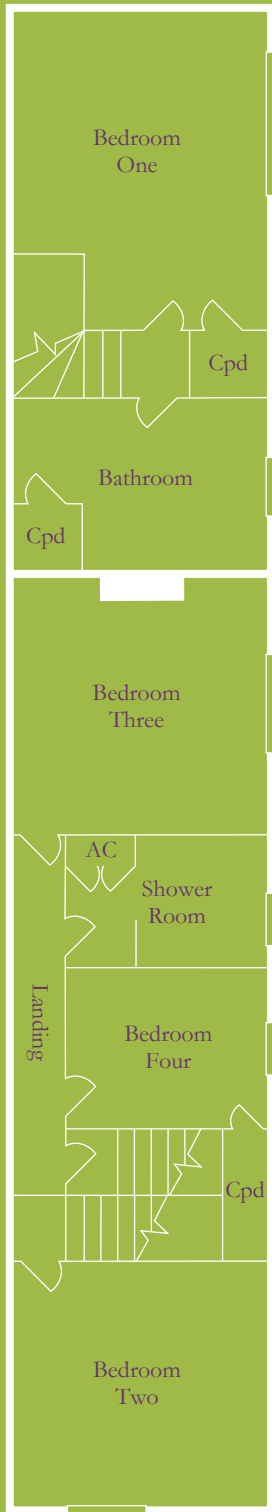 Bedroom
One
Cpd
Bathroom
Cpd
Bedroom
Three
AC
Shower
Room
Landing
Bedroom
Four
Cpd
Bedroom
Two